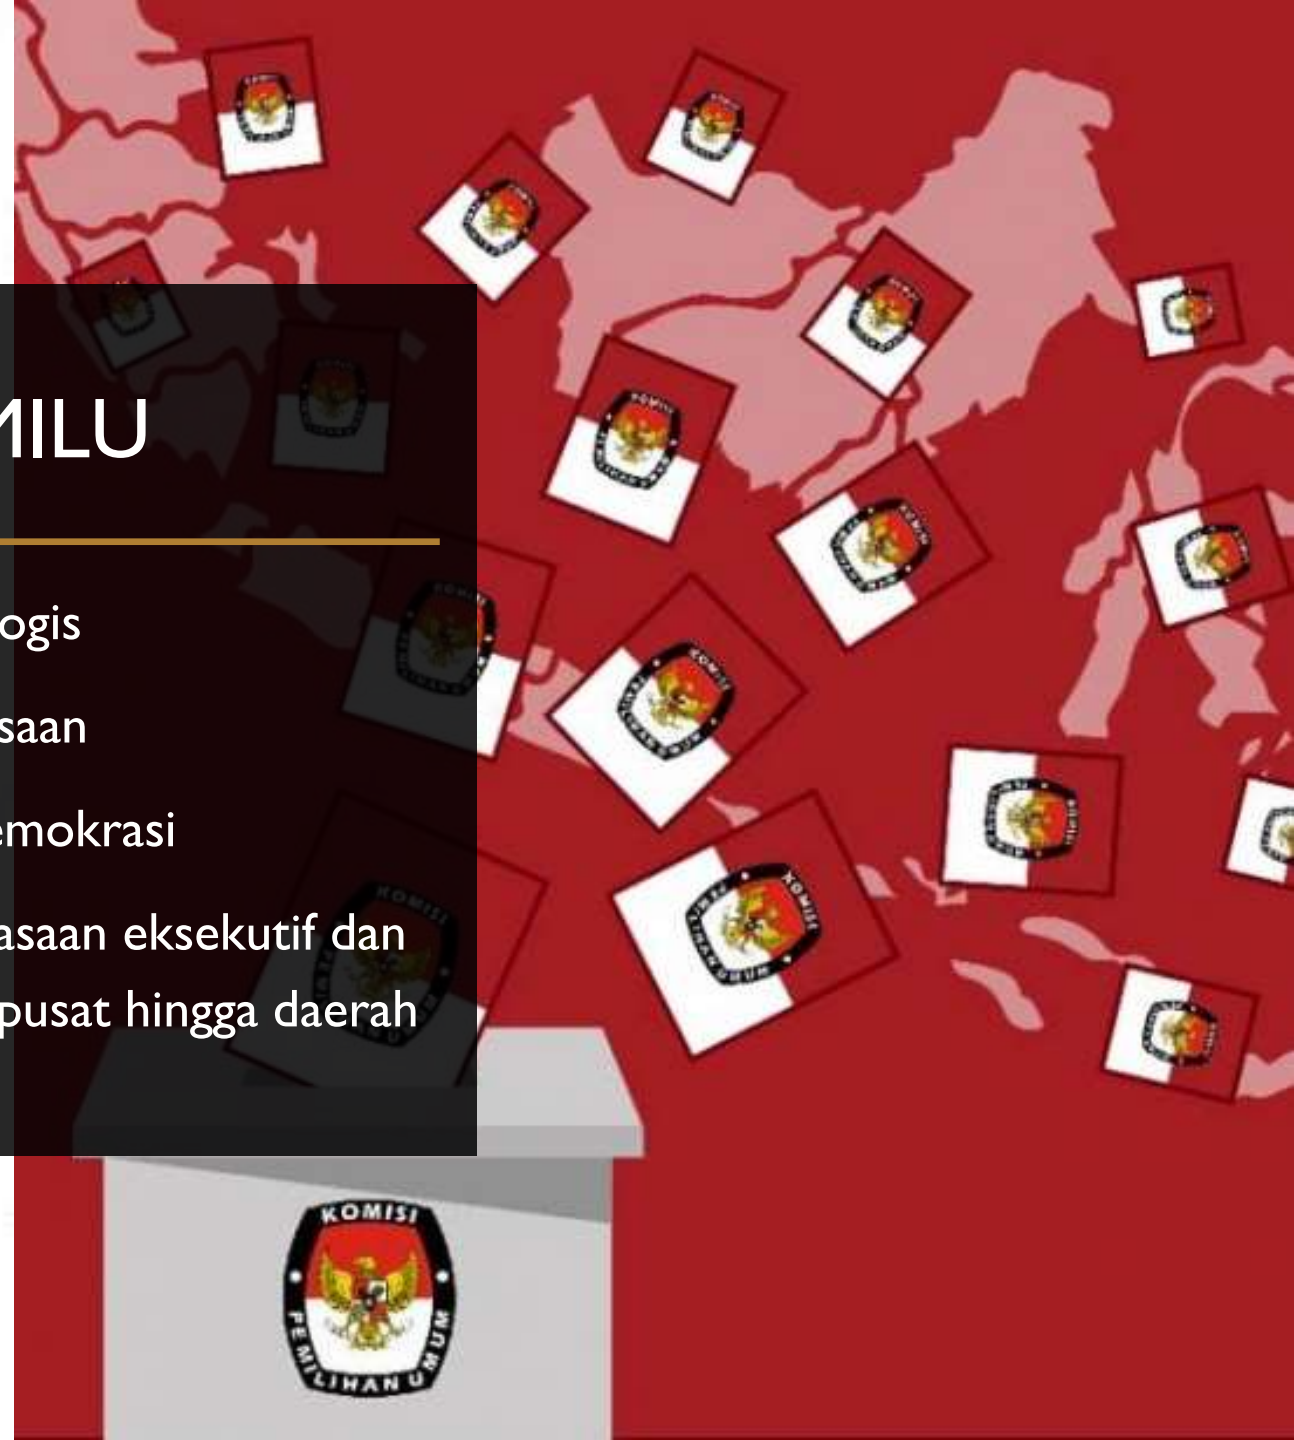 MILU
ogis
saan
emokrasi
asaan eksekutif dan
pusat hingga daerah
KOMISI
PEMILIHAN UMUM